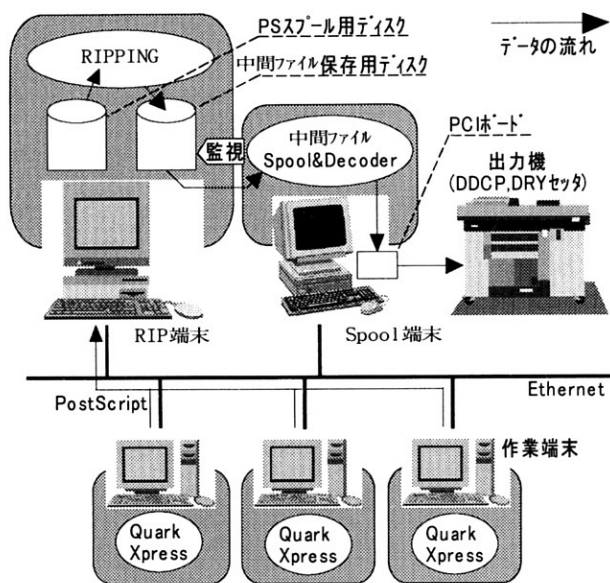 PSスプール用ディスク
RIPPING
中間ファイル保存用ディスク
データの流れ
監視
中間ファイル
Spool&Decoder
PCIボード
出力機
(DDCP,DRYセッタ)
RIP端末
Spool端末
PostScript
Ethernet
作業端末
Quark
Xpress
Quark
Xpress
Quark
Xpress